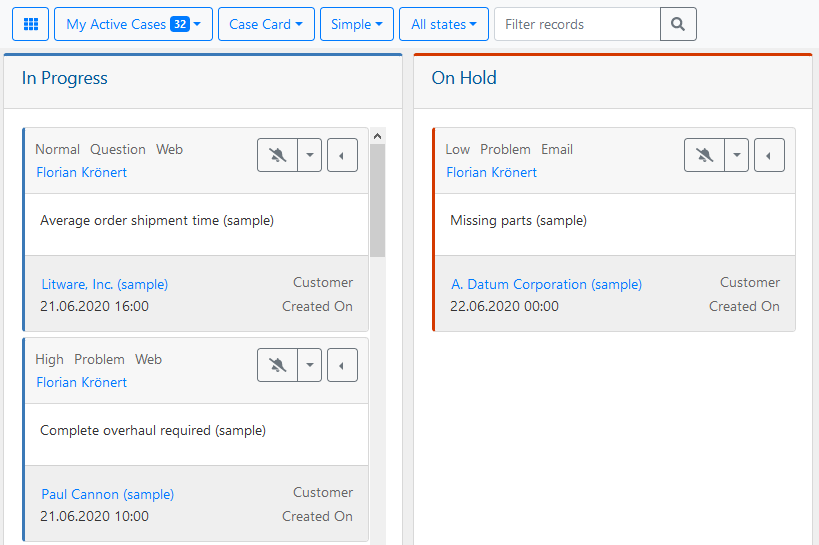 My Active Cases 32 Case Card Simple All states Filter records
In Progress
Normal Question Web
Florian Krönert
Average order shipment time (sample)
Litware, Inc. (sample) Customer
21.06.2020 16:00 Created On
High Problem Web
Florian Krönert
Complete overhaul required (sample)
Paul Cannon (sample) Customer
21.06.2020 10:00 Created On
On Hold
Low Problem Email
Florian Krönert
Missing parts (sample)
A. Datum Corporation (sample) Customer
22.06.2020 00:00 Created On